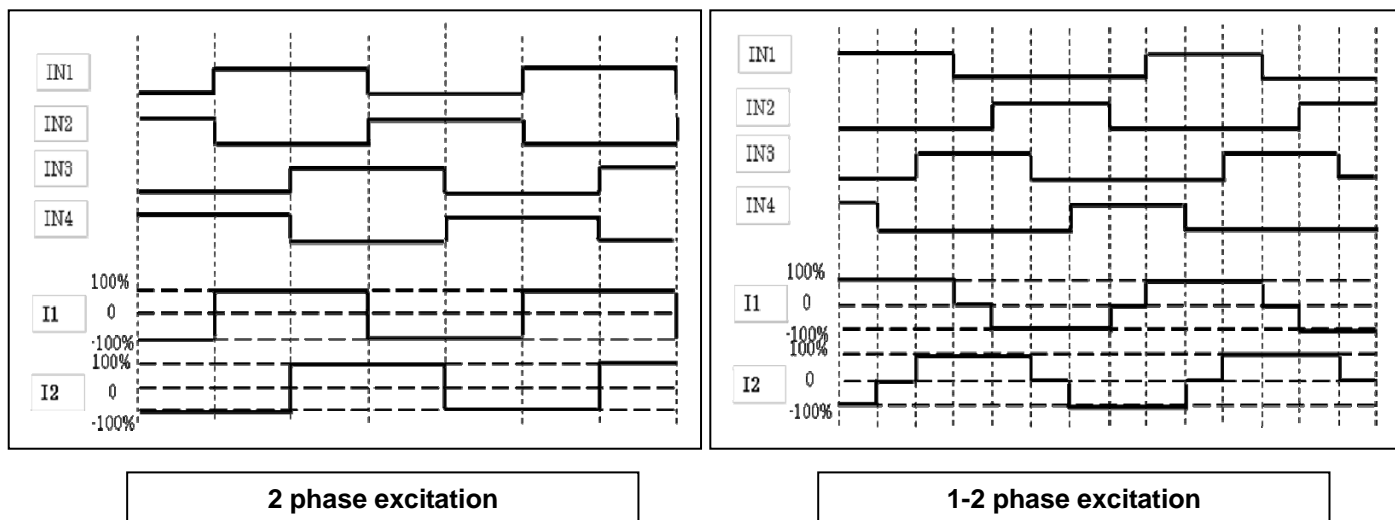 IN1
IN2
IN3
IN4
100%
I1 0
-100%
100%
I2 0
-100%
2 phase excitation
IN1
IN2
IN3
IN4
100%
I1 0
-100%
100%
I2 0
-100%
1-2 phase excitation